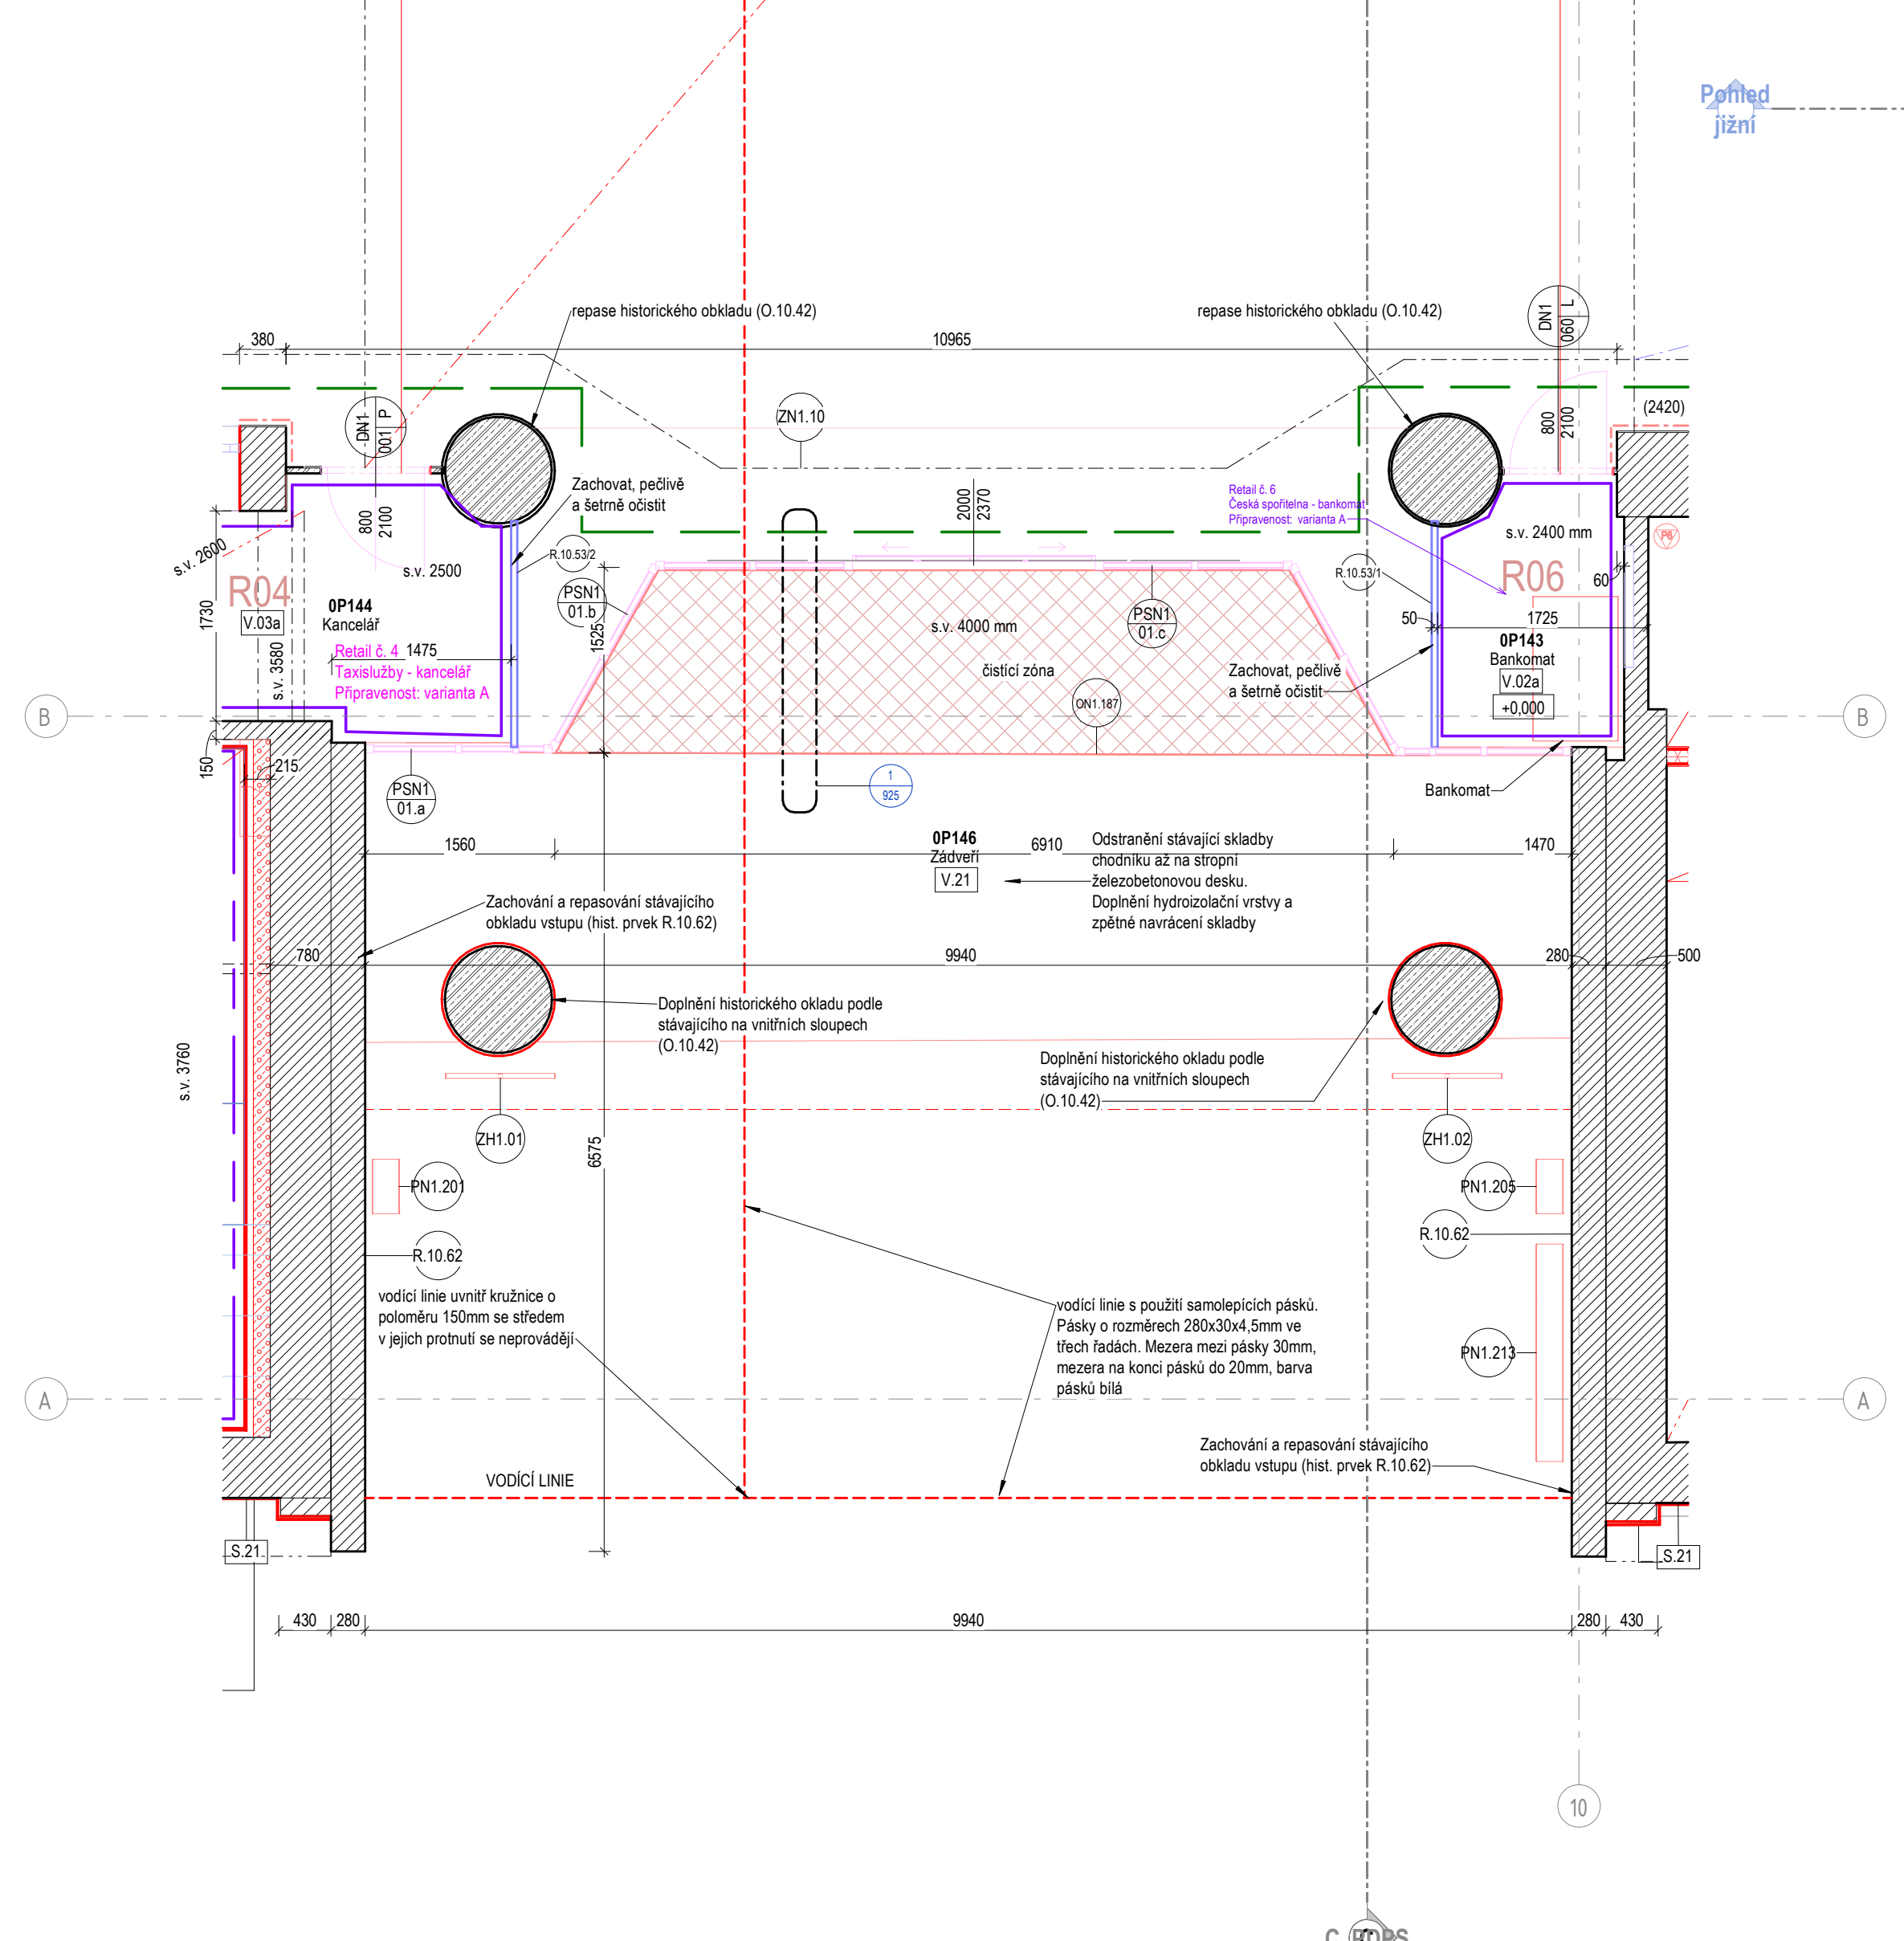 Pohled
jižní
repase historického obkladu (O.10.42)
repase historického obkladu (O.10.42)
DN1
060 L
380
10965
800
2100
(2420)
DN1
001 P
ZN1.10
Zachovat, pečlivě
a šetrně očistit
2000
2370
Retail č. 6
Česká spořitelna - bankomat
Připravenost: varianta A
800
2100
s.v. 2400 mm
P6
s.v. 2600
s.v. 2500
R.10.53/2
R.10.53/1
R04
R06
60
0P144
Kancelář
V.03a
1730
PSN1
01.b
PSN1
01.c
s.v. 4000 mm
1525
50
1725
0P143
Bankomat
V.02a
+0,000
Retail č. 4
1475
Taxislužby - kancelář
Připravenost: varianta A
s.v. 3580
čistící zóna
Zachovat, pečlivě
a šetrně očistit
ON1.187
B
B
150
215
PSN1
01.a
1
925
Bankomat
1560
6910
1470
0P146
Zádveří
V.21
Odstranění stávající skladby
chodníku až na stropní
železobetonovou desku.
Doplnění hydroizolační vrstvy a
zpětné navrácení skladby
Zachování a repasování stávajícího
obkladu vstupu (hist. prvek R.10.62)
780
9940
280
500
Doplnění historického okladu podle
stávajícího na vnitřních sloupech
(O.10.42)
Doplnění historického okladu podle
stávajícího na vnitřních sloupech
(O.10.42)
s.v. 3760
ZH1.01
ZH1.02
6575
PN1.201
PN1.205
R.10.62
R.10.62
vodící linie uvnitř kružnice o
poloměru 150mm se středem
v jejich protnutí se neprovádějí
vodící linie s použití samolepících pásků.
Pásky o rozměrech 280x30x4,5mm ve
třech řadách. Mezera mezi pásky 30mm,
mezera na konci pásků do 20mm, barva
pásků bílá
PN1.213
A
A
Zachování a repasování stávajícího
obkladu vstupu (hist. prvek R.10.62)
VODÍCÍ LINIE
S.21
S.21
430
280
9940
280
430
10